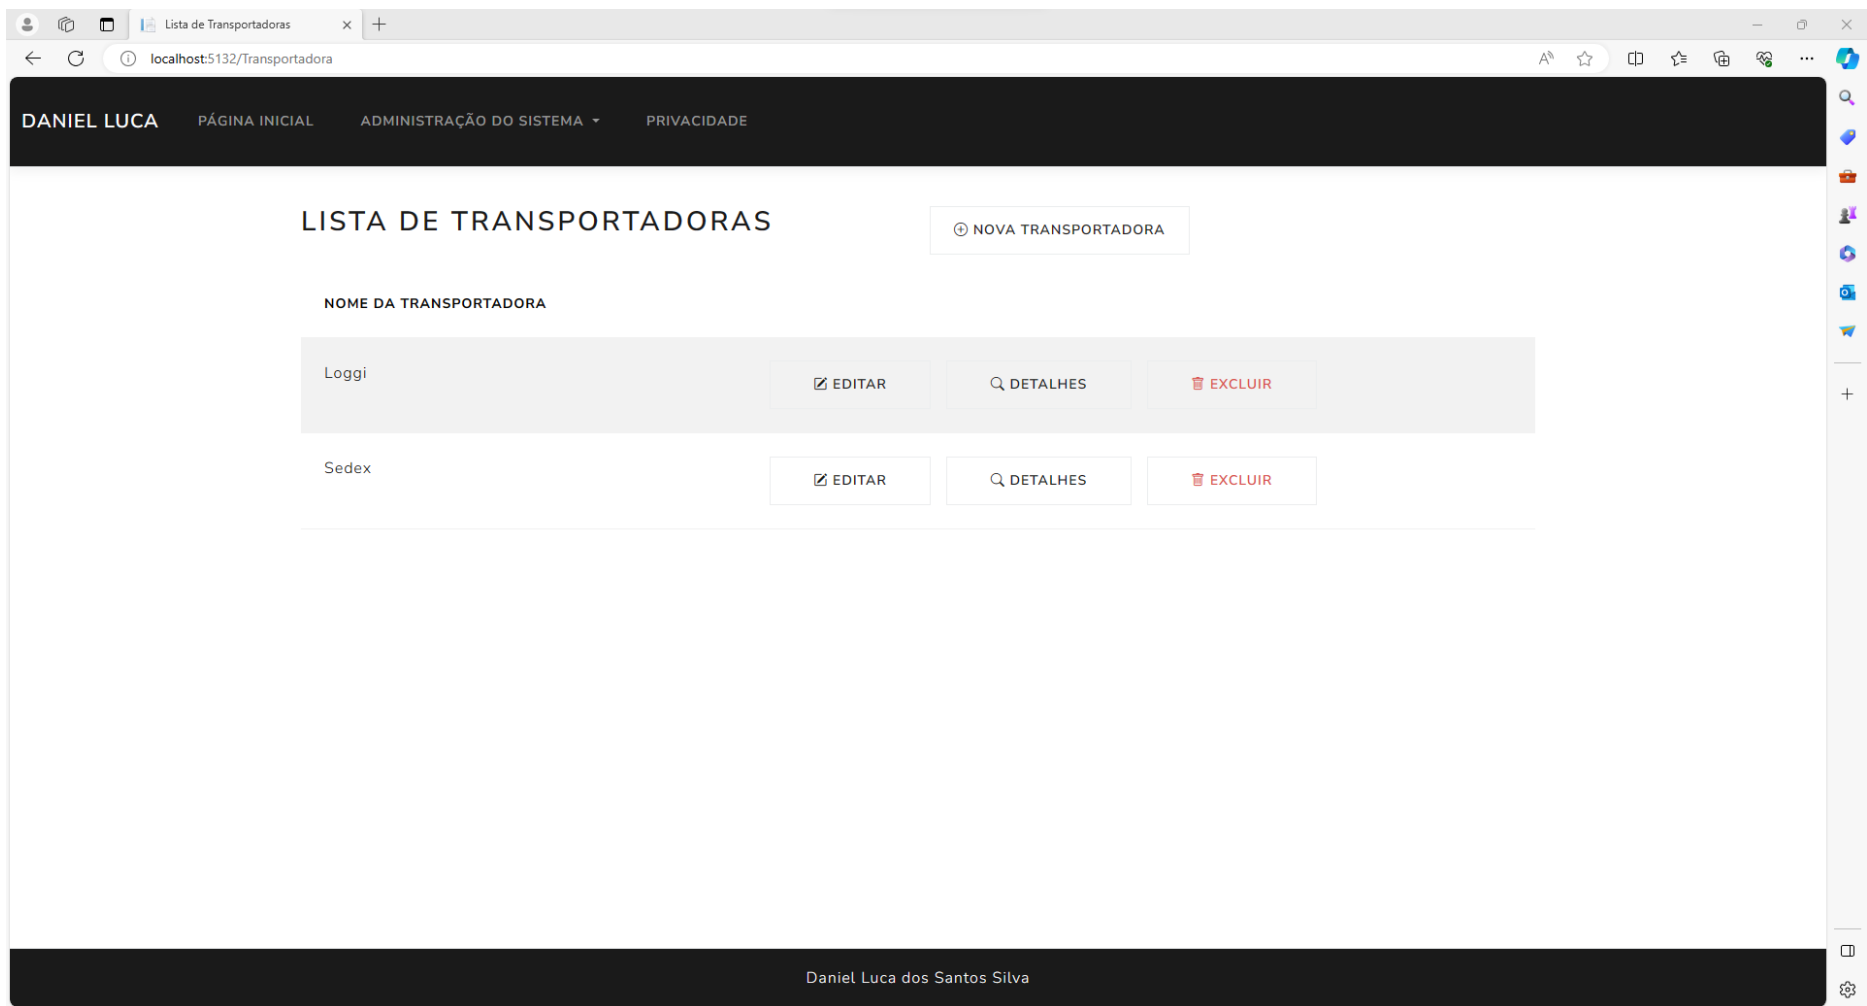 Lista de Transportadoras
localhost:5132/Transportadora
DANIEL LUCA PÁGINA INICIAL ADMINISTRAÇÃO DO SISTEMA PRIVACIDADE
LISTA DE TRANSPORTADORAS NOVA TRANSPORTADORA
NOME DA TRANSPORTADORA
Loggi EDITAR DETALHES EXCLUIR
Sedex EDITAR DETALHES EXCLUIR
Daniel Luca dos Santos Silva